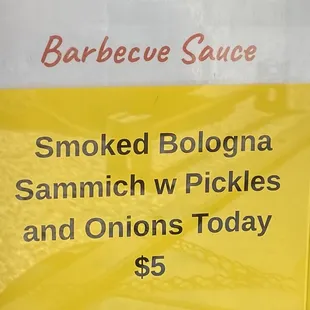 Barbecue Sauce
Smoked Bologna
Sammich w Pickles
and Onions Today
$5